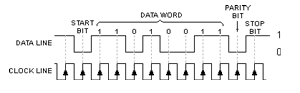 PARITY
BIT
DATA WORD
START
BIT
STOP
BIT
1 1 0 1 0 0 1 1
DATA LINE
1
0
CLOCK LINE